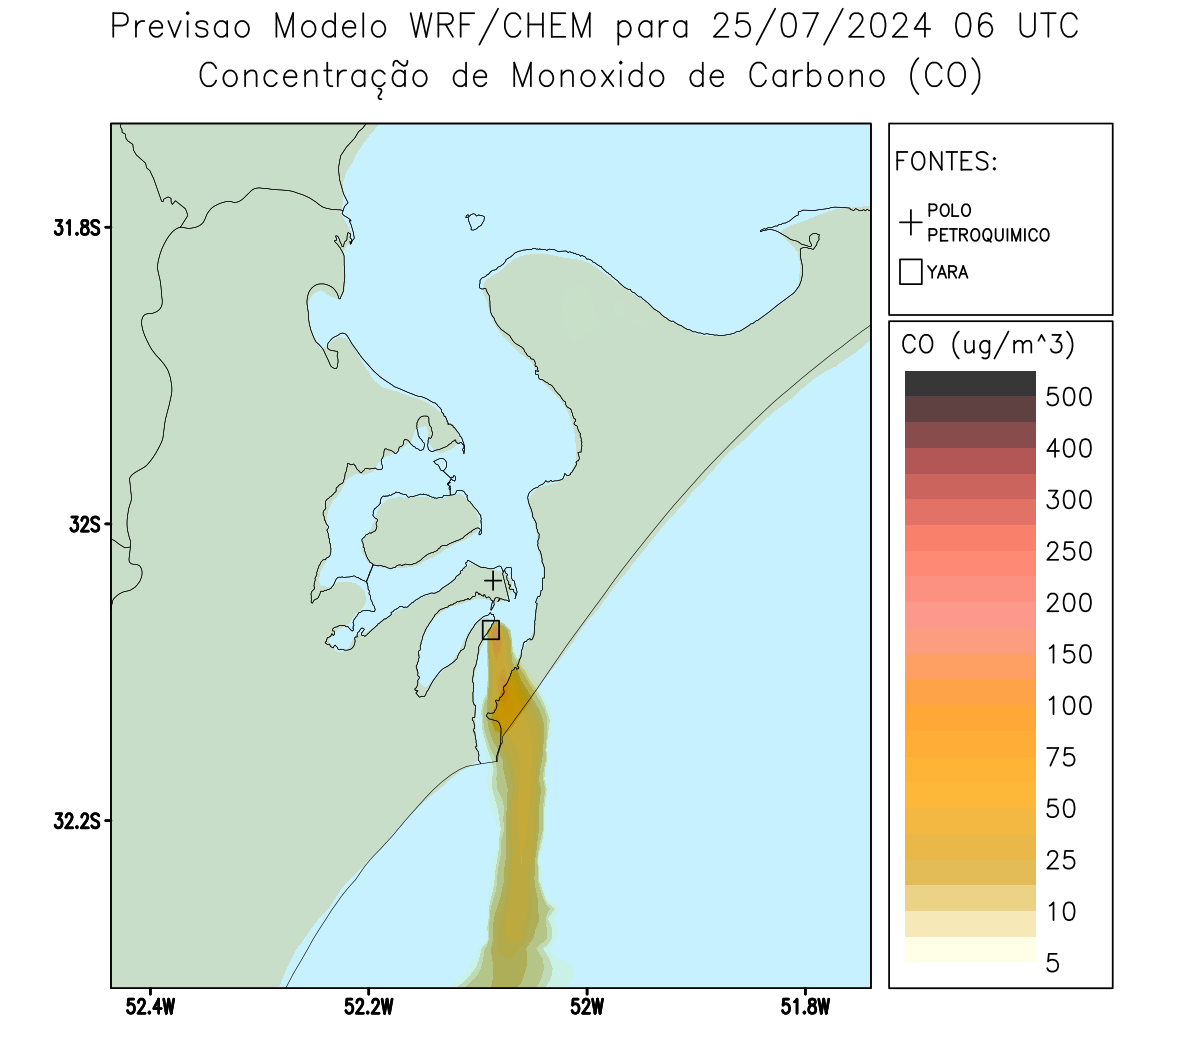 Previsao Modelo WRF/CHEM para 25/07/2024 06 UTC
Concentração de Monoxido de Carbono (CO)
FONTES:
POLO
PETROQUIMICO
YARA
CO (ug/m^3)
500
400
300
250
200
150
100
75
50
25
10
5
31.8S
32S
32.2S
52.4W
52.2W
52W
51.8W